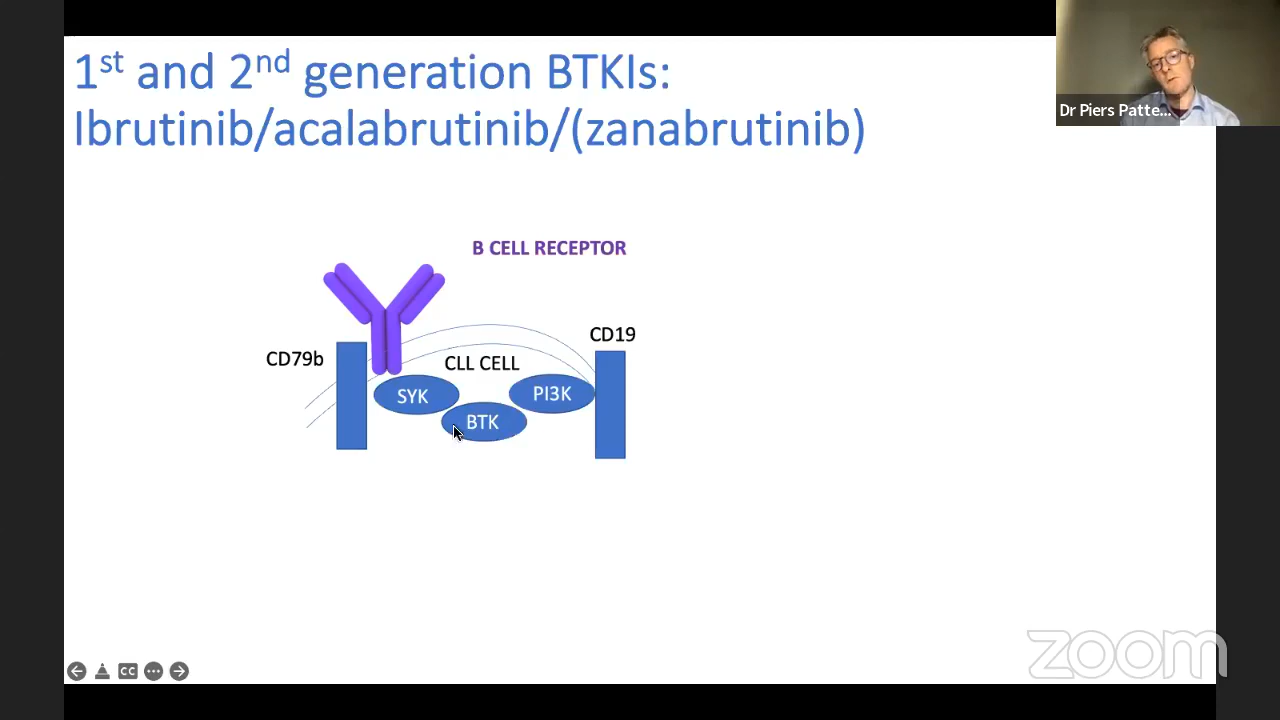 1st and 2nd generation BTKIs:
Ibrutinib/acalabrutinib/(zanabrutinib)
Dr Piers Patte...
B CELL RECEPTOR
CD19
CD79b
CLL CELL
SYK
PI3K
BTK
CC
zoom